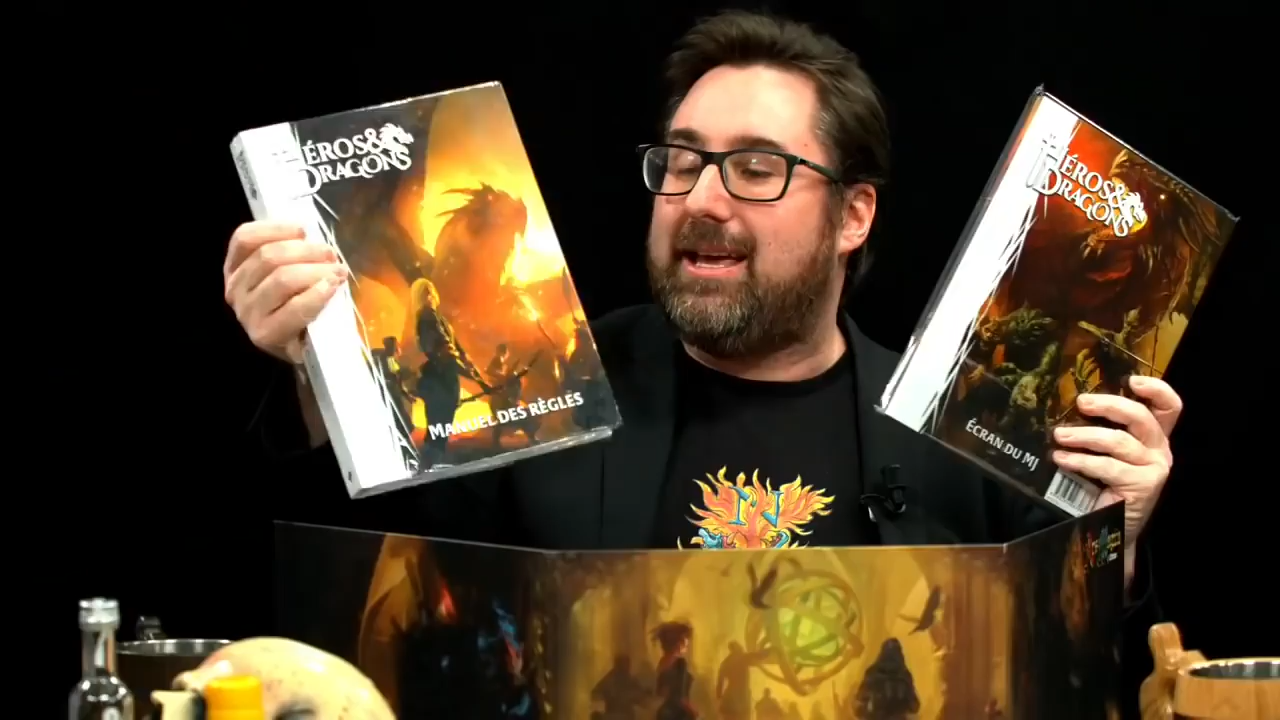 HÉROS&
DRAGONS
MANUEL DES RÈGLES
HÉROS&
DRAGONS
ÉCRAN DU MJ
N